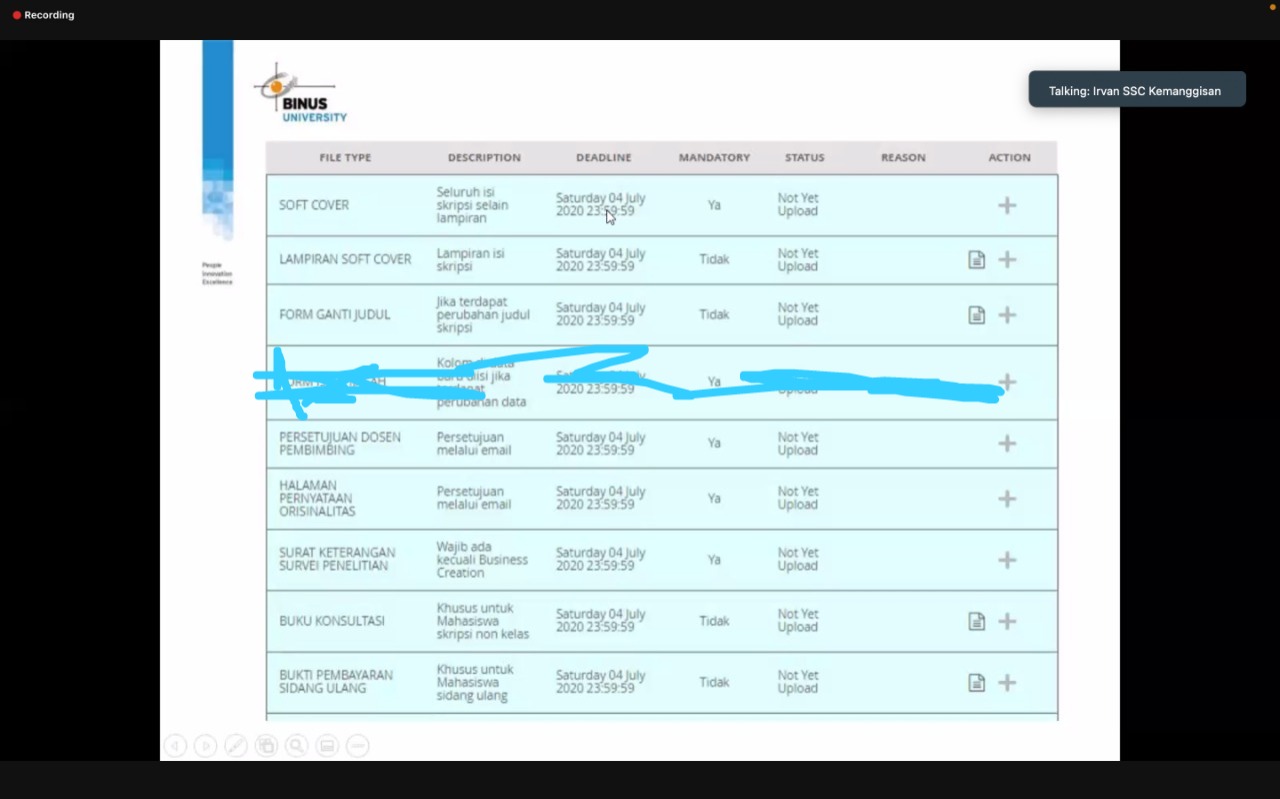 Recording
Talking: Irvan SSC Kemanggisan
BINUS
UNIVERSITY
People
Innovation
Excellence
FILE TYPE DESCRIPTION DEADLINE MANDATORY STATUS REASON ACTION
SOFT COVER
Seluruh isi
skripsi selain
lampiran
Saturday 04 July
2020 23:59:59
Ya
Not Yet
Upload
LAMPIRAN SOFT COVER
Lampiran isi
skripsi
Saturday 04 July
2020 23:59:59
Tidak
Not Yet
Upload
FORM GANTI JUDUL
Jika terdapat
perubahan judul
skripsi
Saturday 04 July
2020 23:59:59
Tidak
Not Yet
Upload
Kolom data
baru diisi jika
terdapat
perubahan data
Saturday 04 July
2020 23:59:59
Ya
Upload
PERSETUJUAN DOSEN
PEMBIMBING
Persetujuan
melalui email
Saturday 04 July
2020 23:59:59
Ya
Not Yet
Upload
HALAMAN
PERNYATAAN
ORISINALITAS
Persetujuan
melalui email
Saturday 04 July
2020 23:59:59
Ya
Not Yet
Upload
SURAT KETERANGAN
SURVEI PENELITIAN
Wajib ada
kecuali Business
Creation
Saturday 04 July
2020 23:59:59
Ya
Not Yet
Upload
BUKU KONSULTASI
Khusus untuk
Mahasiswa
skripsi non kelas
Saturday 04 July
2020 23:59:59
Tidak
Not Yet
Upload
BUKTI PEMBAYARAN
SIDANG ULANG
Khusus untuk
Mahasiswa
sidang ulang
Saturday 04 July
2020 23:59:59
Tidak
Not Yet
Upload